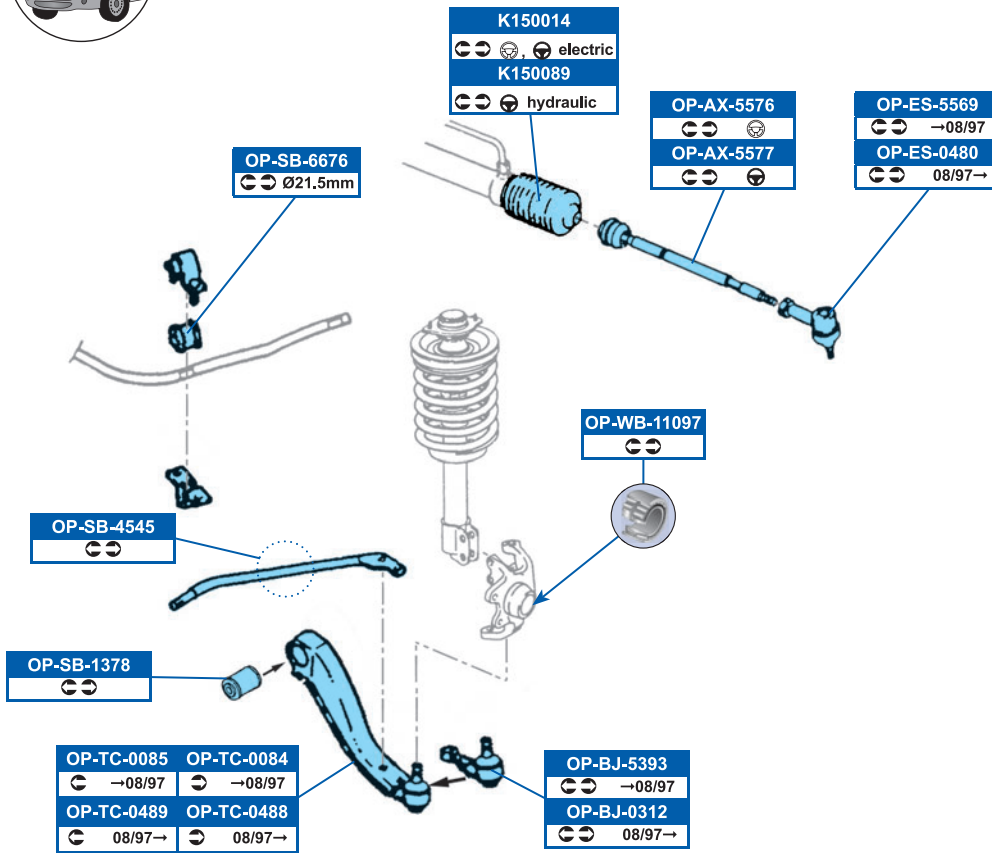 K150014
, electric
K150089
hydraulic
OP-AX-5576
OP-AX-5577
OP-ES-5569
→08/97
OP-ES-0480
08/97→
OP-SB-6676
Ø21.5mm
OP-WB-11097
OP-SB-4545
OP-SB-1378
OP-TC-0085 OP-TC-0084
→08/97 →08/97
OP-TC-0489 OP-TC-0488
08/97→ 08/97→
OP-BJ-5393
→08/97
OP-BJ-0312
08/97→